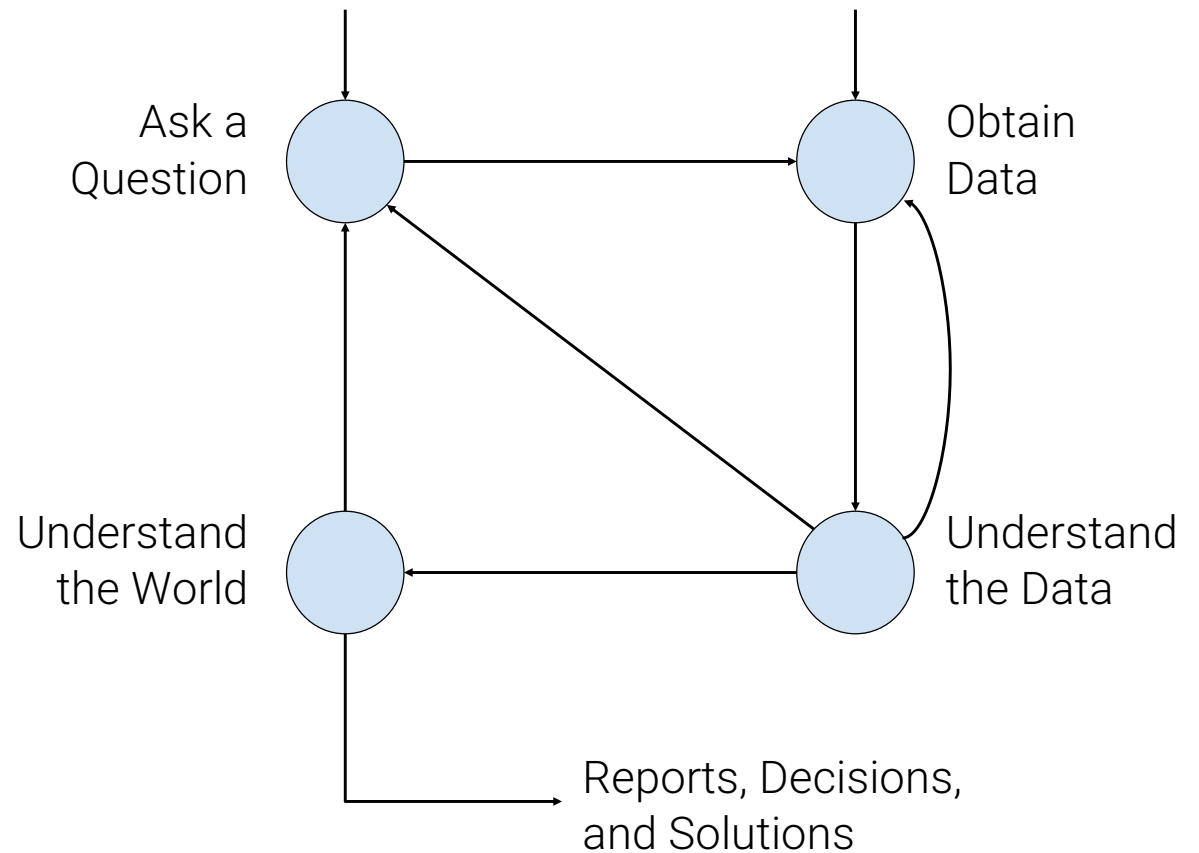 Ask a
Question
Obtain
Data
Understand
the World
Understand
the Data
Reports, Decisions,
and Solutions